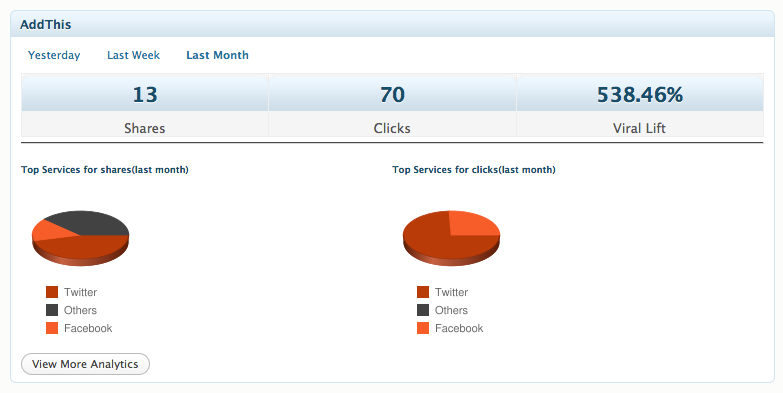 AddThis
Yesterday Last Week Last Month
13 70 538.46%
Shares Clicks Viral Lift
Top Services for shares(last month) Top Services for clicks(last month)
Twitter Twitter
Others Others
Facebook Facebook
View More Analytics